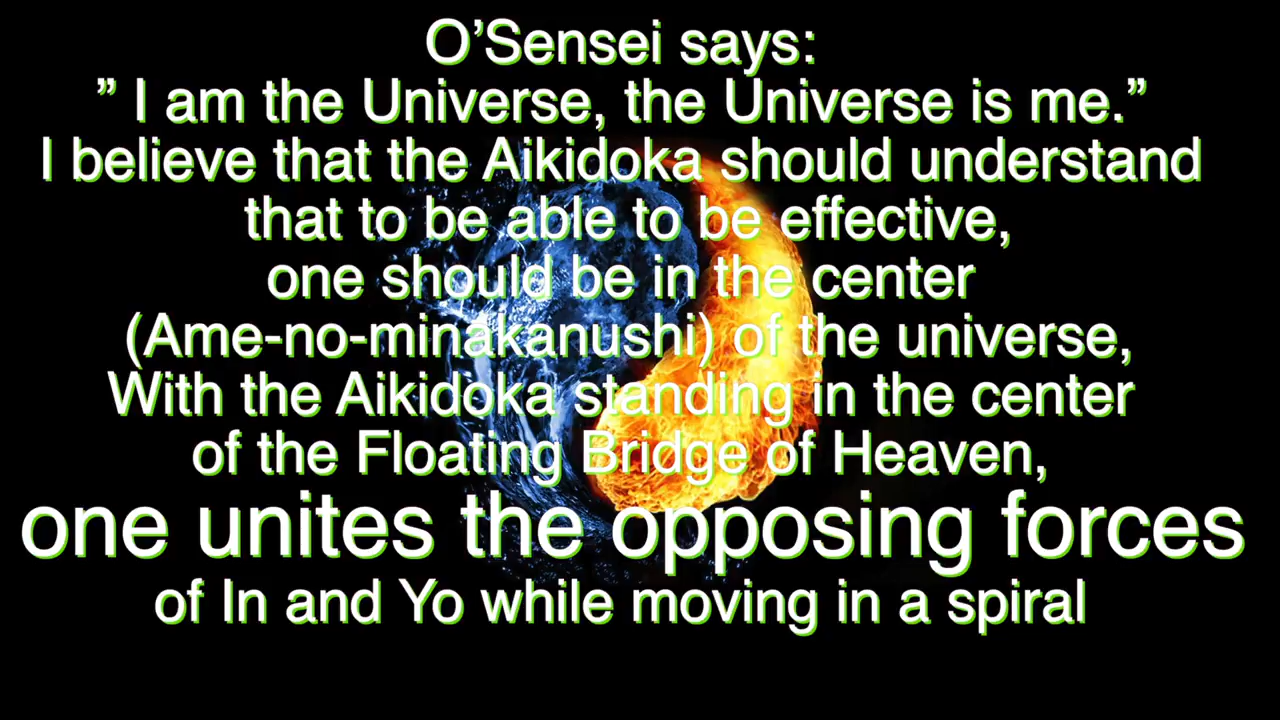 O’Sensei says:
” I am the Universe, the Universe is me.”
I believe that the Aikidoka should understand
that to be able to be effective,
one should be in the center
(Ame-no-minakanushi) of the universe,
With the Aikidoka standing in the center
of the Floating Bridge of Heaven,
one unites the opposing forces
of In and Yo while moving in a spiral